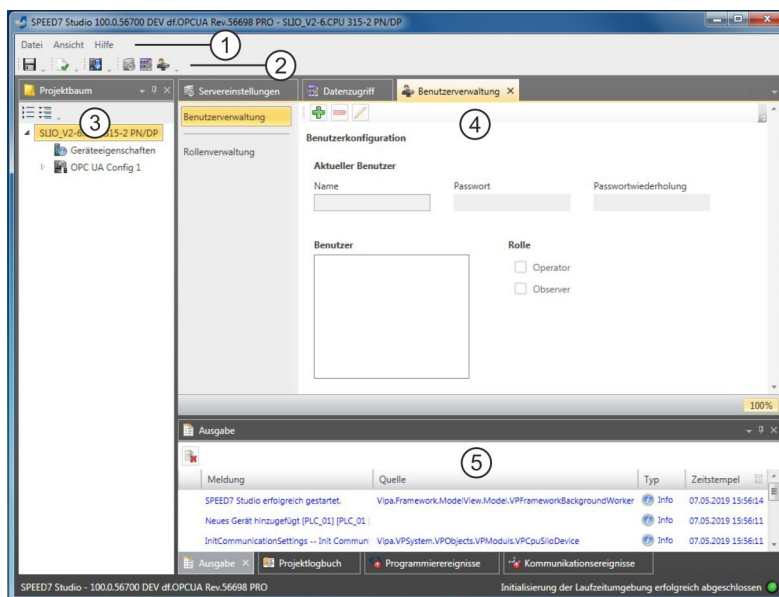 SPEED7 Studio 100.0.56700 DEV df.OPCUA Rev.56698 PRO - SLIO_V2-6.CPU 315-2 PN/DP
Datei Ansicht Hilfe
1
2
Projektbaum
Servereinstellungen
Datenzugriff
Benutzerverwaltung
3
SLIO_V2-6. 315-2 PN/DP
Geräteeigenschaften
OPC UA Config 1
Benutzerverwaltung
Rollenverwaltung
4
Benutzerkonfiguration
Aktueller Benutzer
Name Passwort Passwortwiederholung
Benutzer Rolle
Operator
Observer
100%
Ausgabe
5
Meldung Quelle Typ Zeitstempel
SPEED7 Studio erfolgreich gestartet. Vipa.Framework.ModelView.Model.VPFrameworkBackgroundWorker Info 07.05.2019 15:56:14
Neues Gerät hinzugefügt [PLC_01] [PLC_01 Info 07.05.2019 15:56:11
InitCommunicationSettings -- Init Commun Vipa.VPSystem.VPObjects.VPModuls.VPCpuSlioDevice Info 07.05.2019 15:56:11
Ausgabe Projektlogbuch Programmierereignisse Kommunikationsereignisse
SPEED7 Studio - 100.0.56700 DEV df.OPCUA Rev.56698 PRO Initialisierung der Laufzeitumgebung erfolgreich abgeschlossen